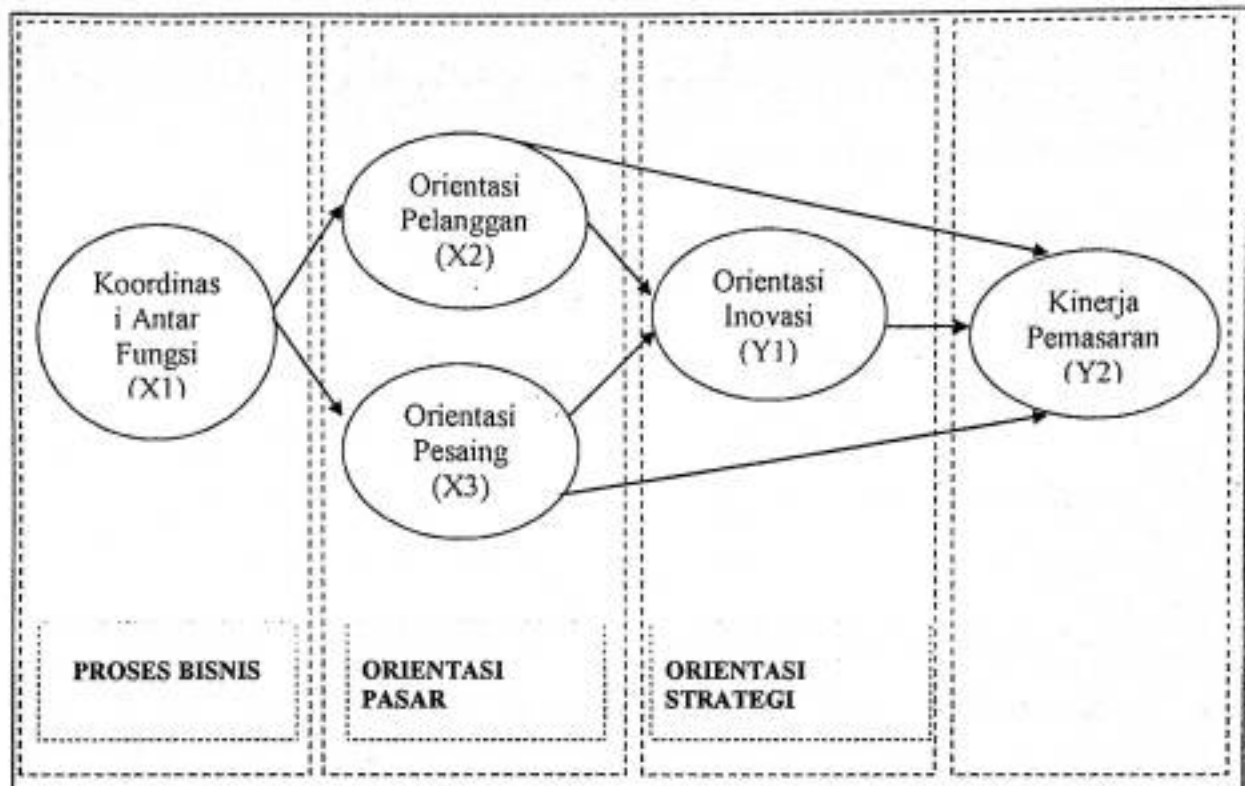 Koordinas
i Antar
Fungsi
(X1)
Orientasi
Pelanggan
(X2)
Orientasi
Pesaing
(X3)
Orientasi
Inovasi
(Y1)
Kinerja
Pemasaran
(Y2)
PROSES BISNIS
ORIENTASI
PASAR
ORIENTASI
STRATEGI